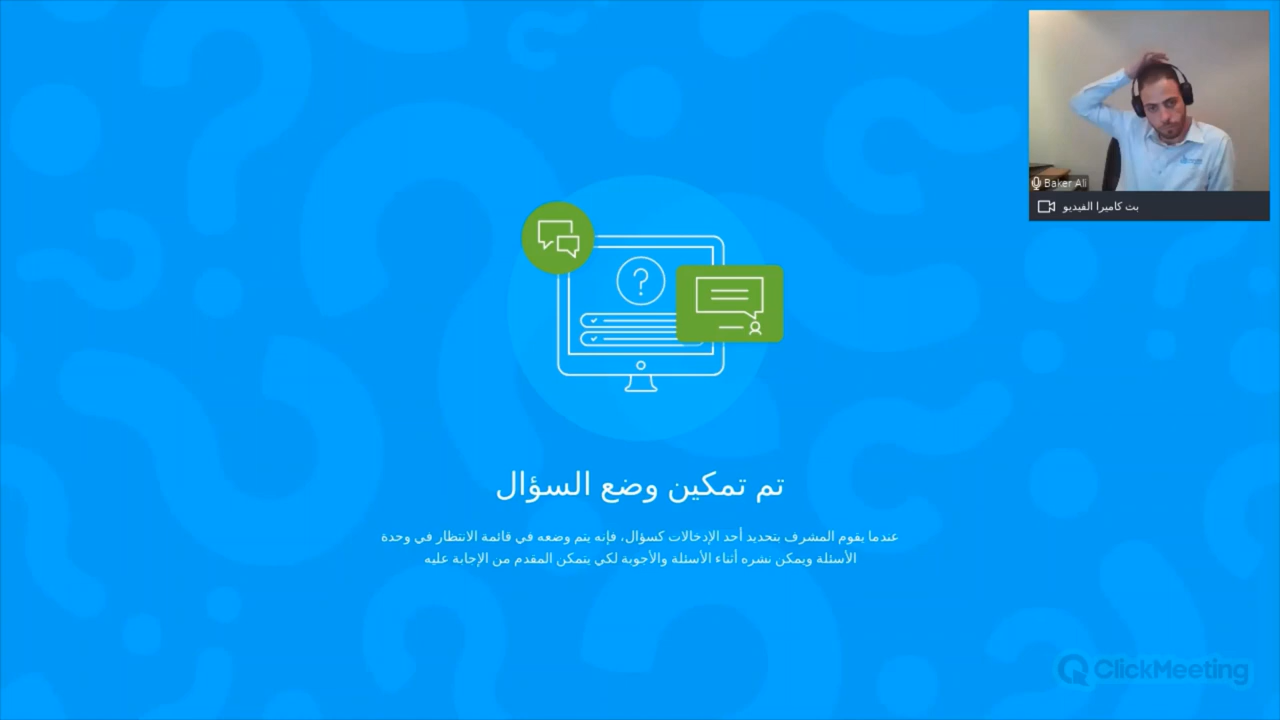 Baker Ali
بث كاميرا الفيديو
تم تمكين وضع السؤال
عندما يقوم المشرف بتحديد أحد الإدخالات كسؤال، فإنه يتم وضعه في قائمة الانتظار في وحدة
الأسئلة ويمكن نشره أثناء الأسئلة والأجوبة لكي يتمكن المقدم من الإجابة عليه
ClickMeeting